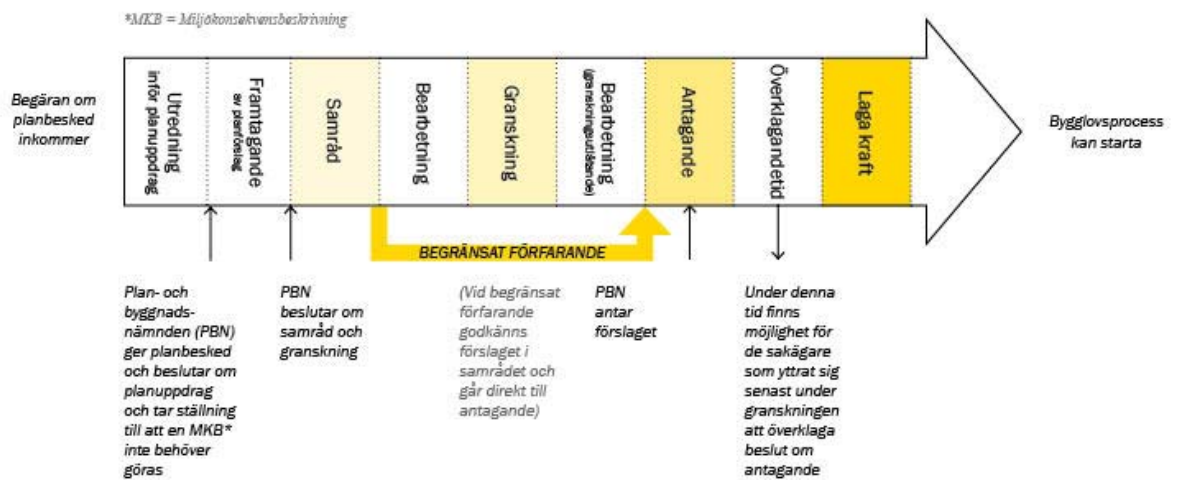 *MKB = Miljökonsekvensbeskrivning
Begäran om
planbesked
inkommer
Utredning
inför planuppdrag
Framtagande
av planförslag
Samråd
Bearbetning
Granskning
Bearbetning
(granskningsutlåtande)
Antagande
Överklagandetid
Laga kraft
Bygglovsprocess
kan starta
BEGRÄNSAT FÖRFARANDE
Plan- och
byggnads-
nämnden (PBN)
ger planbesked
och beslutar om
planuppdrag
och tar ställning
till att en MKB*
inte behöver
göras
PBN
beslutar om
samråd och
granskning
(Vid begränsat
förfarande
godkänns
förslaget i
samrådet och
går direkt till
antagande)
PBN
antar
förslaget
Under denna
tid finns
möjlighet för
de sakägare
som yttrat sig
senast under
granskningen
att överklaga
beslut om
antagande